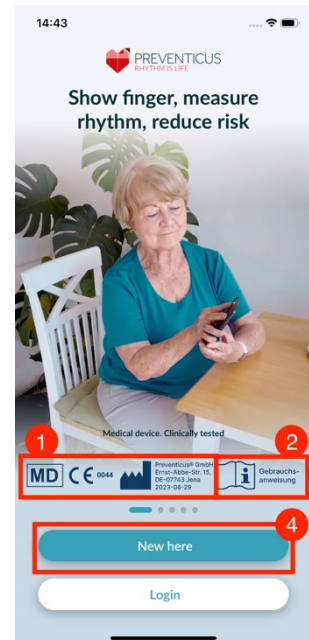 14:43
PREVENTICUS
RHYTHM IS LIFE
Show finger, measure
rhythm, reduce risk
Medical device. Clinically tested
1
2
MD CE 0044
Preventicus® GmbH
Ernst-Abbe-Str. 15,
DE-07743 Jena
2023-06-29
i
Gebrauchs-
anweisung
4
New here
Login